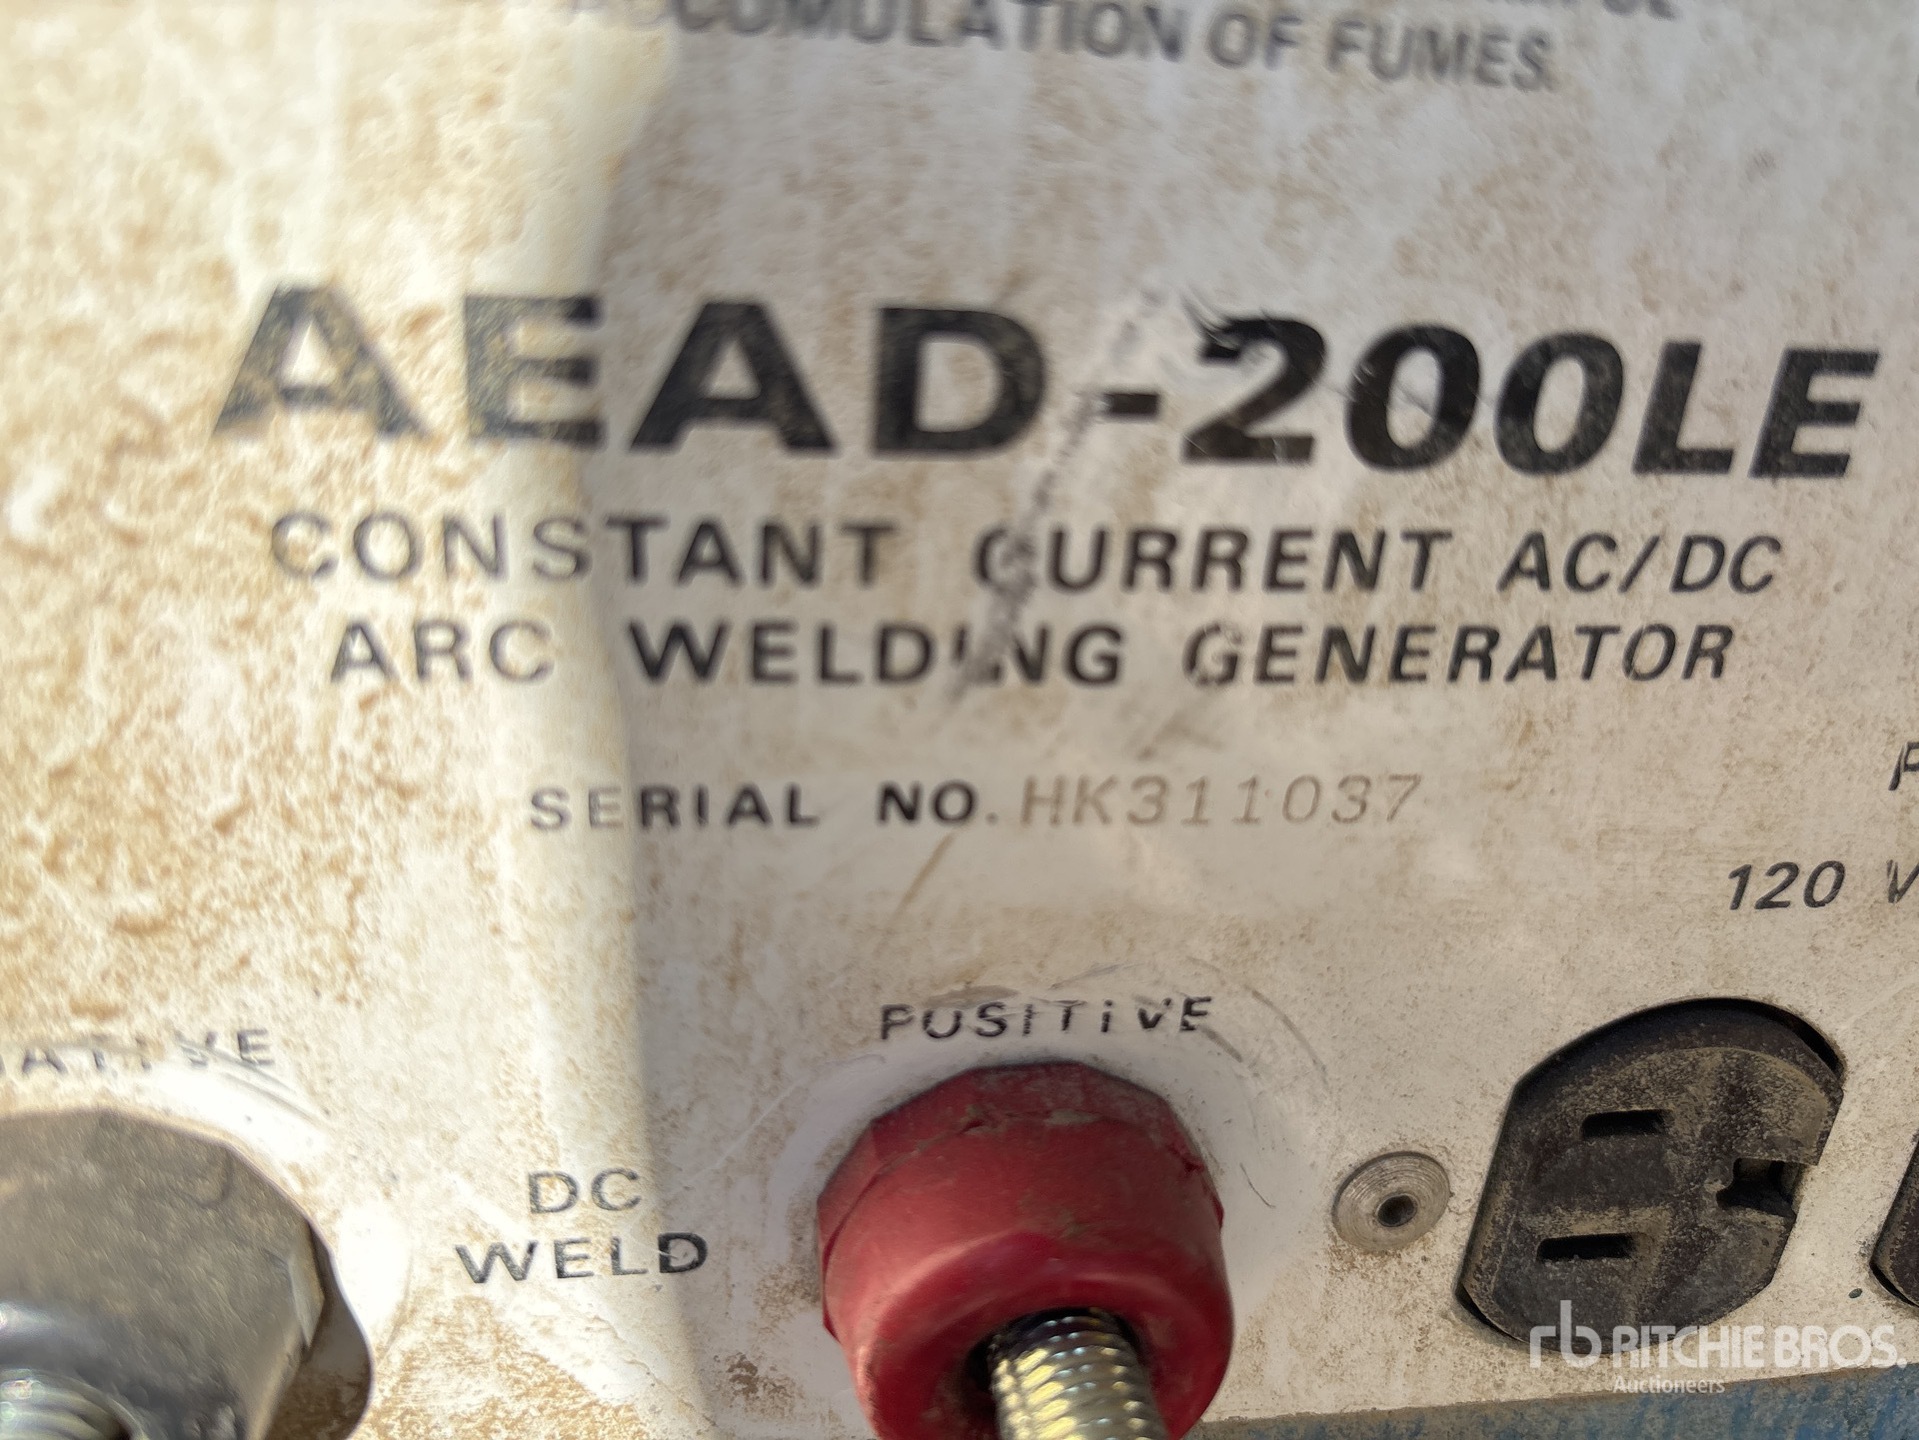 ACCUMULATION OF FUMES.
AEAD-200LE
CONSTANT CURRENT AC/DC
ARC WELDING GENERATOR
SERIAL NO. HK311037
120 V
POSITIVE
DC
WELD
rb RITCHIE BROS.
Auctioneers